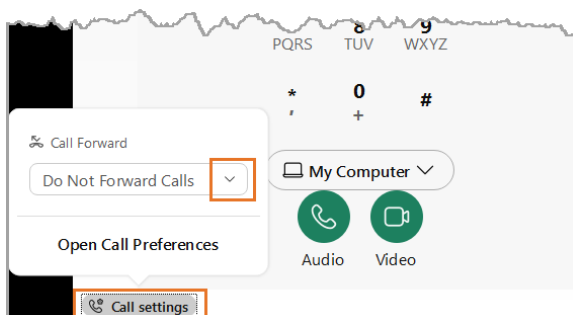 8 9
PQRS TUV WXYZ
* 0 #
, +
Call Forward
Do Not Forward Calls
My Computer
Open Call Preferences
Audio Video
Call settings